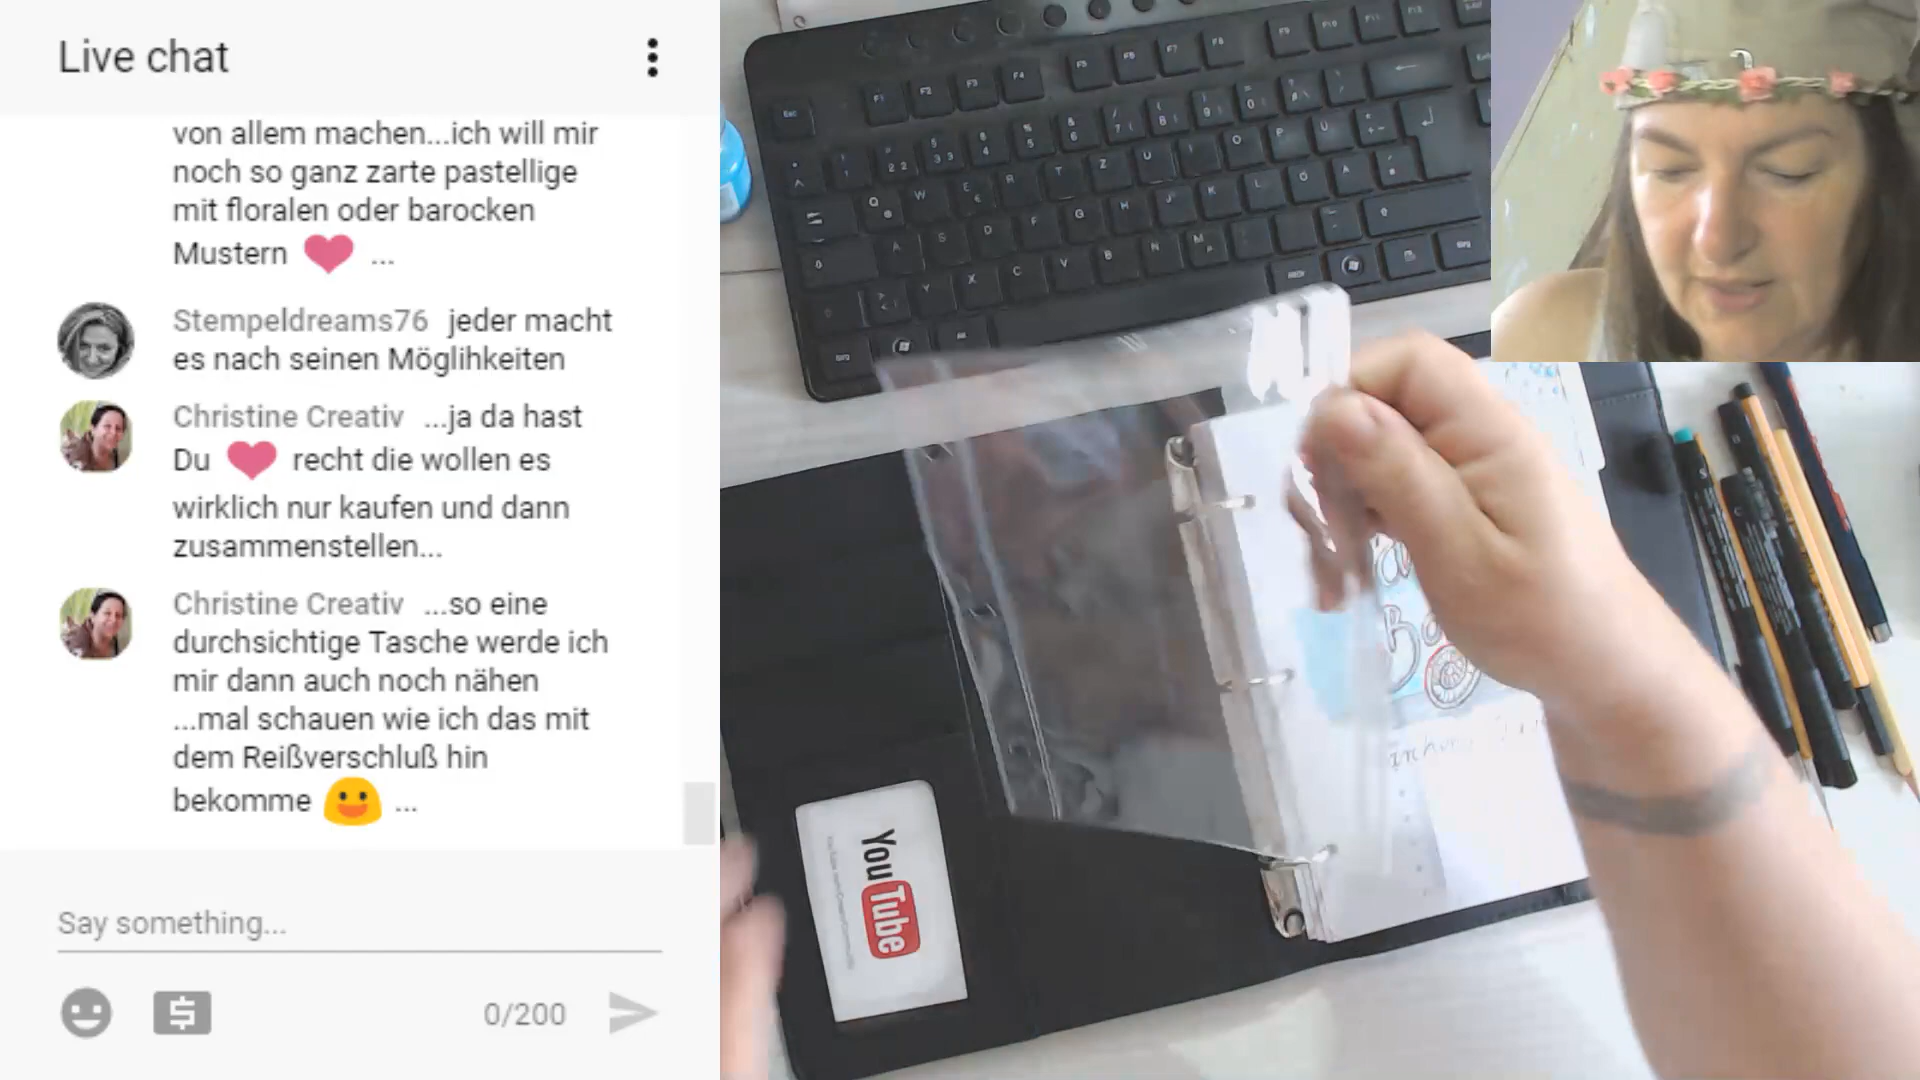 Live chat
von allem machen...ich will mir
noch so ganz zarte pastellige
mit floralen oder barocken
Mustern ...
Stempeldreams76 jeder macht
es nach seinen Möglihkeiten
Christine Creativ ...ja da hast
Du recht die wollen es
wirklich nur kaufen und dann
zusammenstellen...
Christine Creativ ...so eine
durchsichtige Tasche werde ich
mir dann auch noch nähen
...mal schauen wie ich das mit
dem Reißverschluß hin
bekomme ...
Say something...
0/200
YouTube